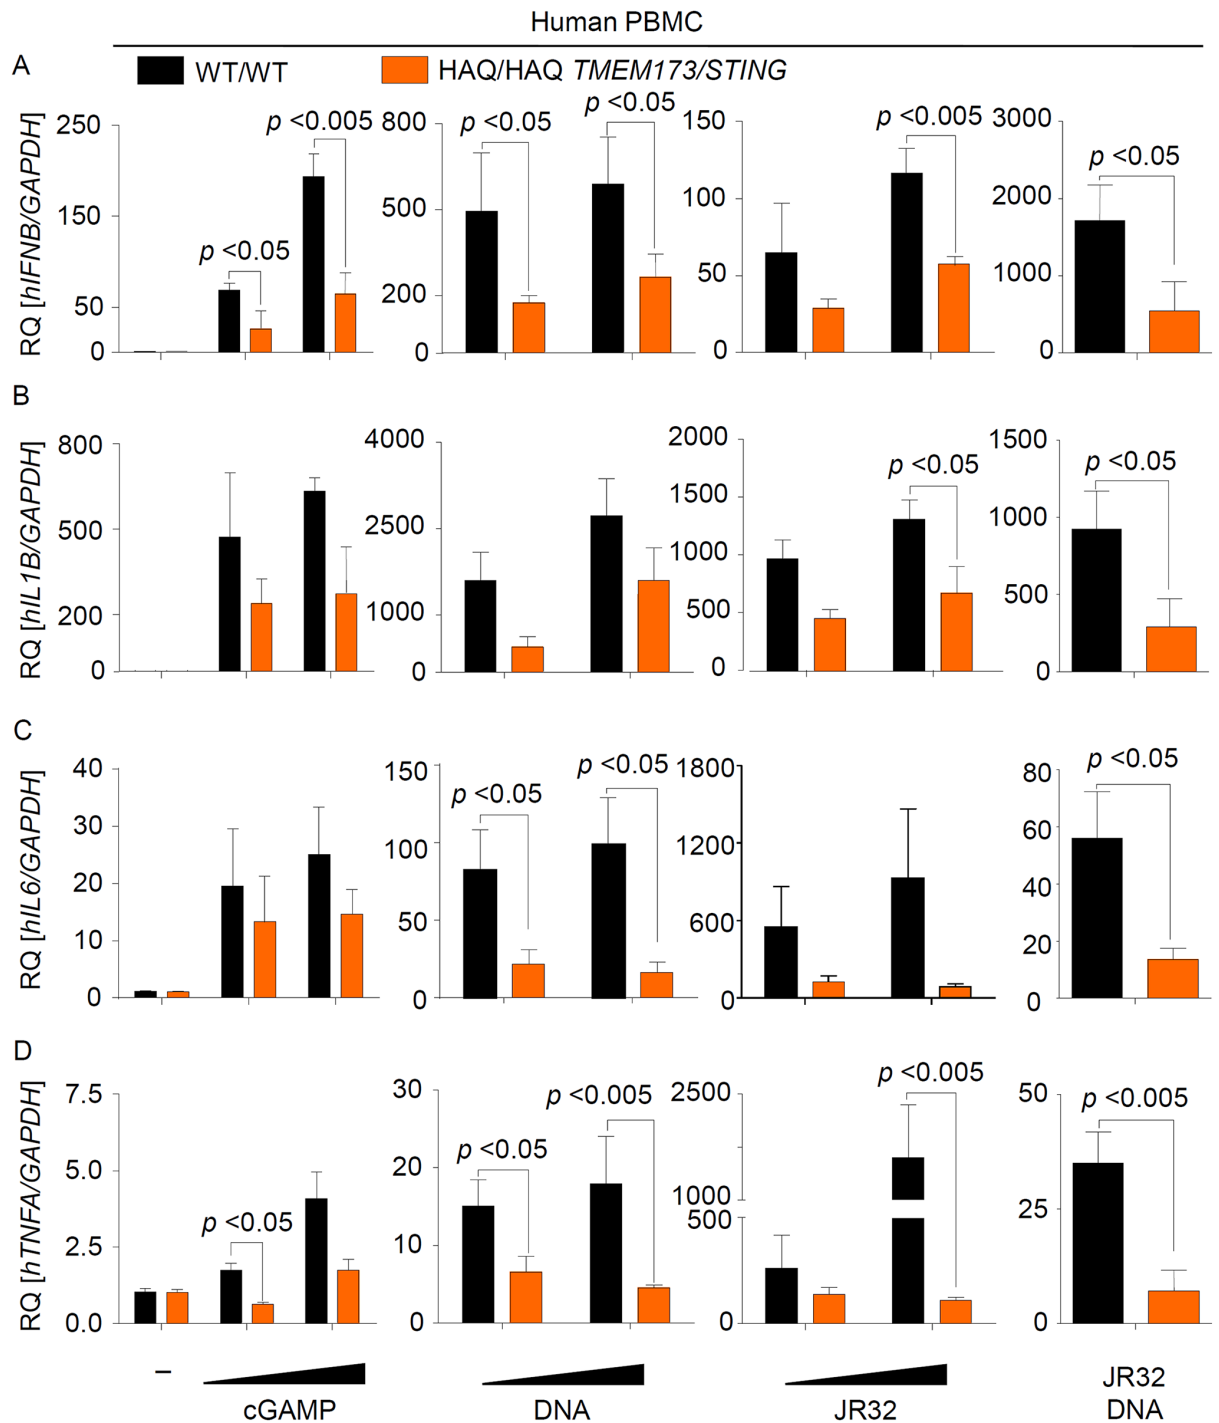 Human PBMC
A
WT/WT
HAQ/HAQ TMEM173/STING
RQ [hIFNB/GAPDH]
250
150
50
0
p <0.05
p <0.005
800
500
200
0
p <0.05
p <0.05
150
100
50
0
p <0.005
3000
2000
1000
0
p <0.05
B
RQ [hIL1B/GAPDH]
800
500
200
0
4000
2500
1000
0
2000
1500
1000
500
0
p <0.05
1500
1000
500
0
p <0.05
C
RQ [hIL6/GAPDH]
40
30
20
10
0
150
100
50
0
p <0.05
p <0.05
1800
1200
600
0
80
60
40
20
0
p <0.05
D
RQ [hTNFA/GAPDH]
7.5
5.0
2.5
0.0
p <0.05
30
20
10
0
p <0.05
p <0.005
2500
1000
500
0
p <0.005
50
25
0
p <0.005
–
cGAMP
DNA
JR32
JR32
DNA